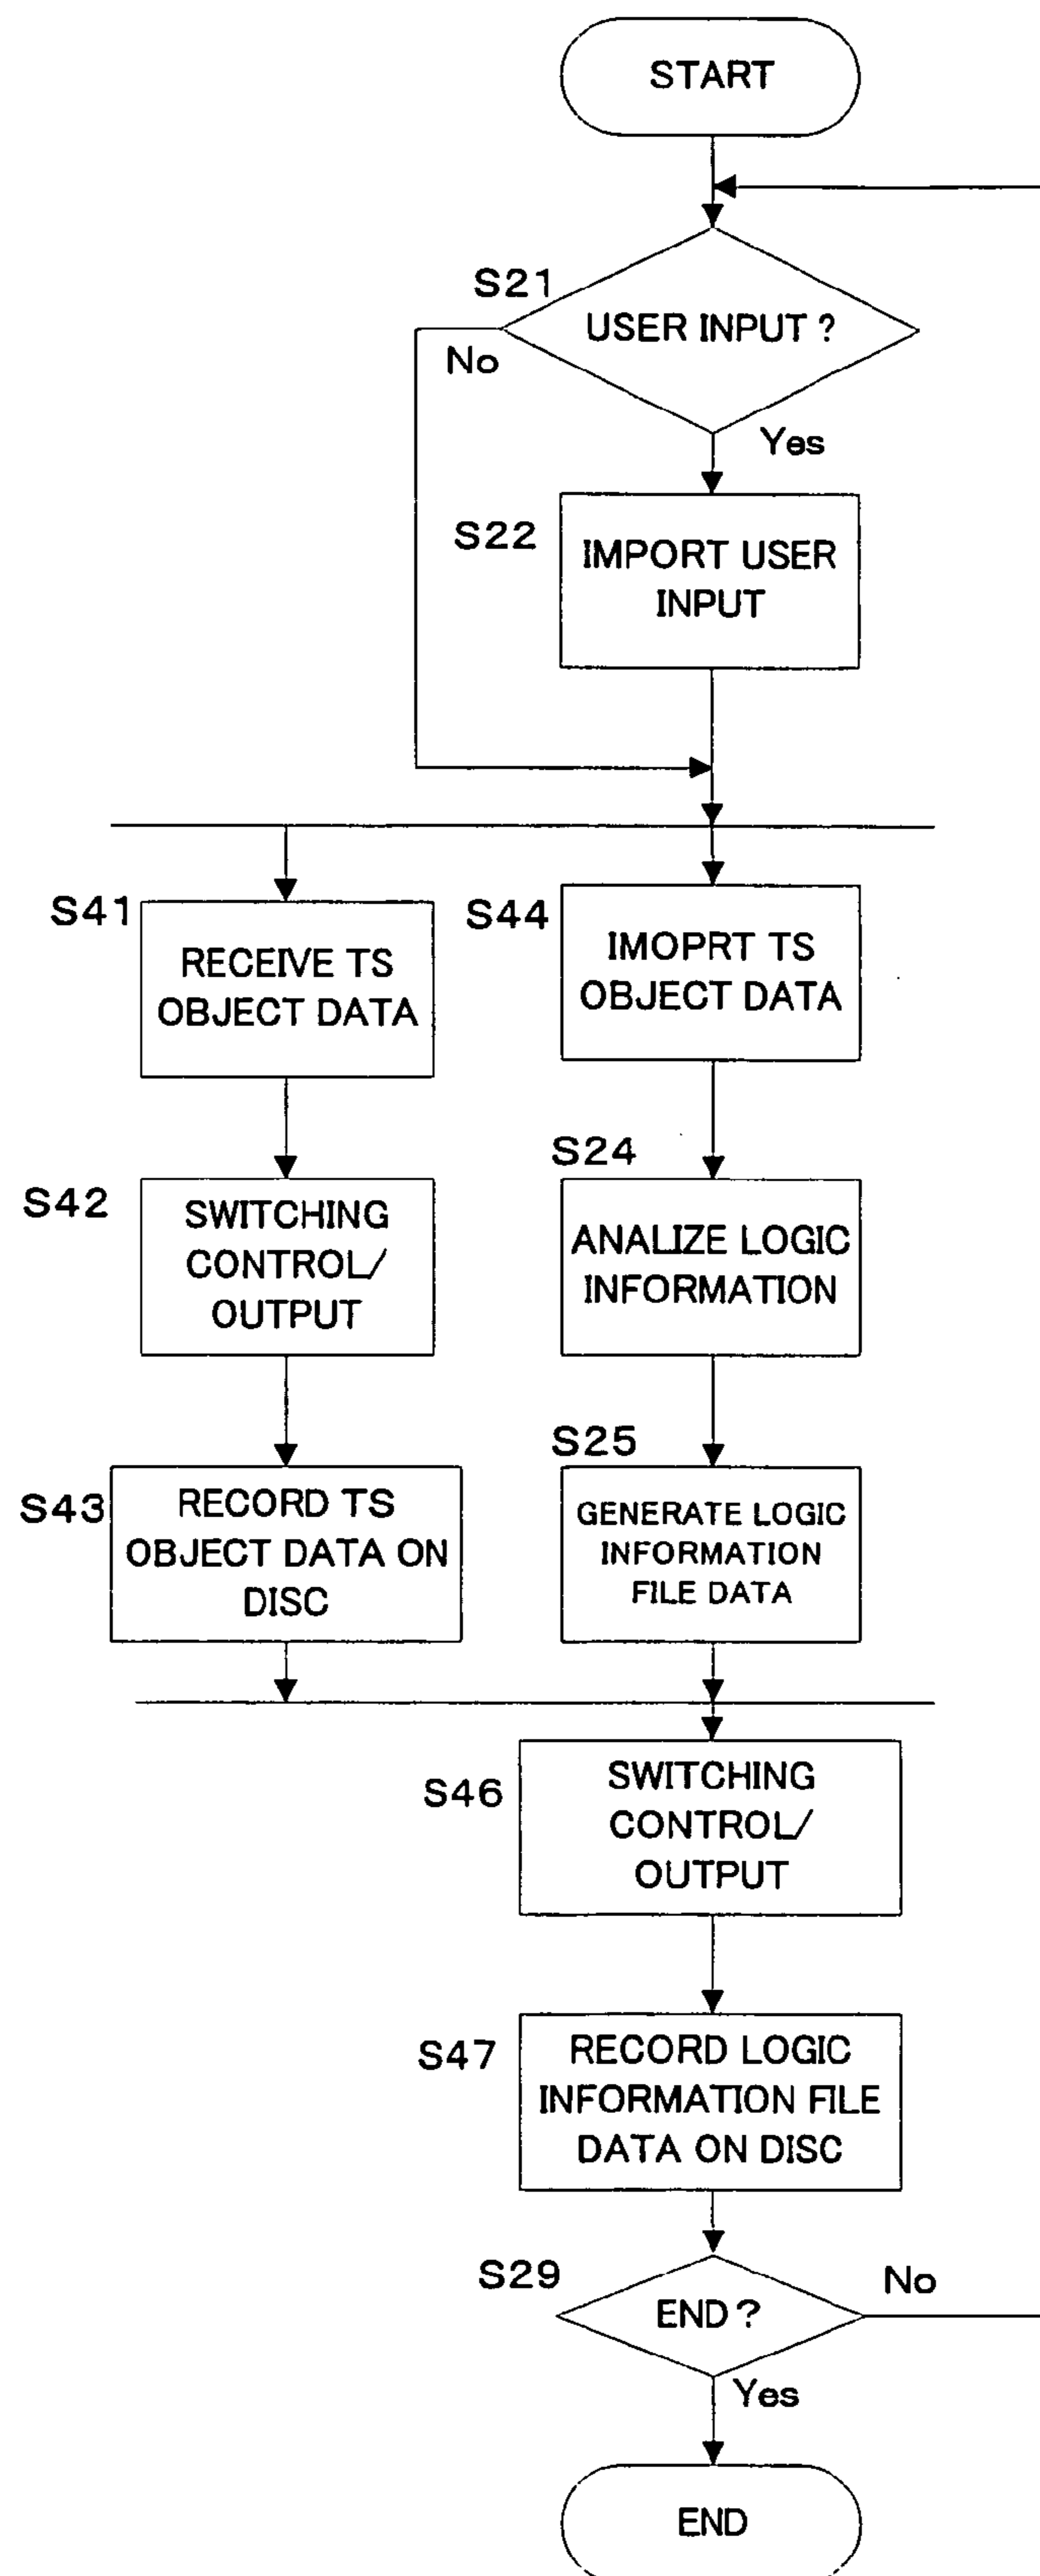 START
S21
USER INPUT ?
No
Yes
S22
IMPORT USER
INPUT
S41
RECEIVE TS
OBJECT DATA
S44
IMOPRT TS
OBJECT DATA
S42
SWITCHING
CONTROL/
OUTPUT
S24
ANALIZE LOGIC
INFORMATION
S43
RECORD TS
OBJECT DATA ON
DISC
S25
GENERATE LOGIC
INFORMATION
FILE DATA
S46
SWITCHING
CONTROL/
OUTPUT
S47
RECORD LOGIC
INFORMATION FILE
DATA ON DISC
S29
END ?
No
Yes
END